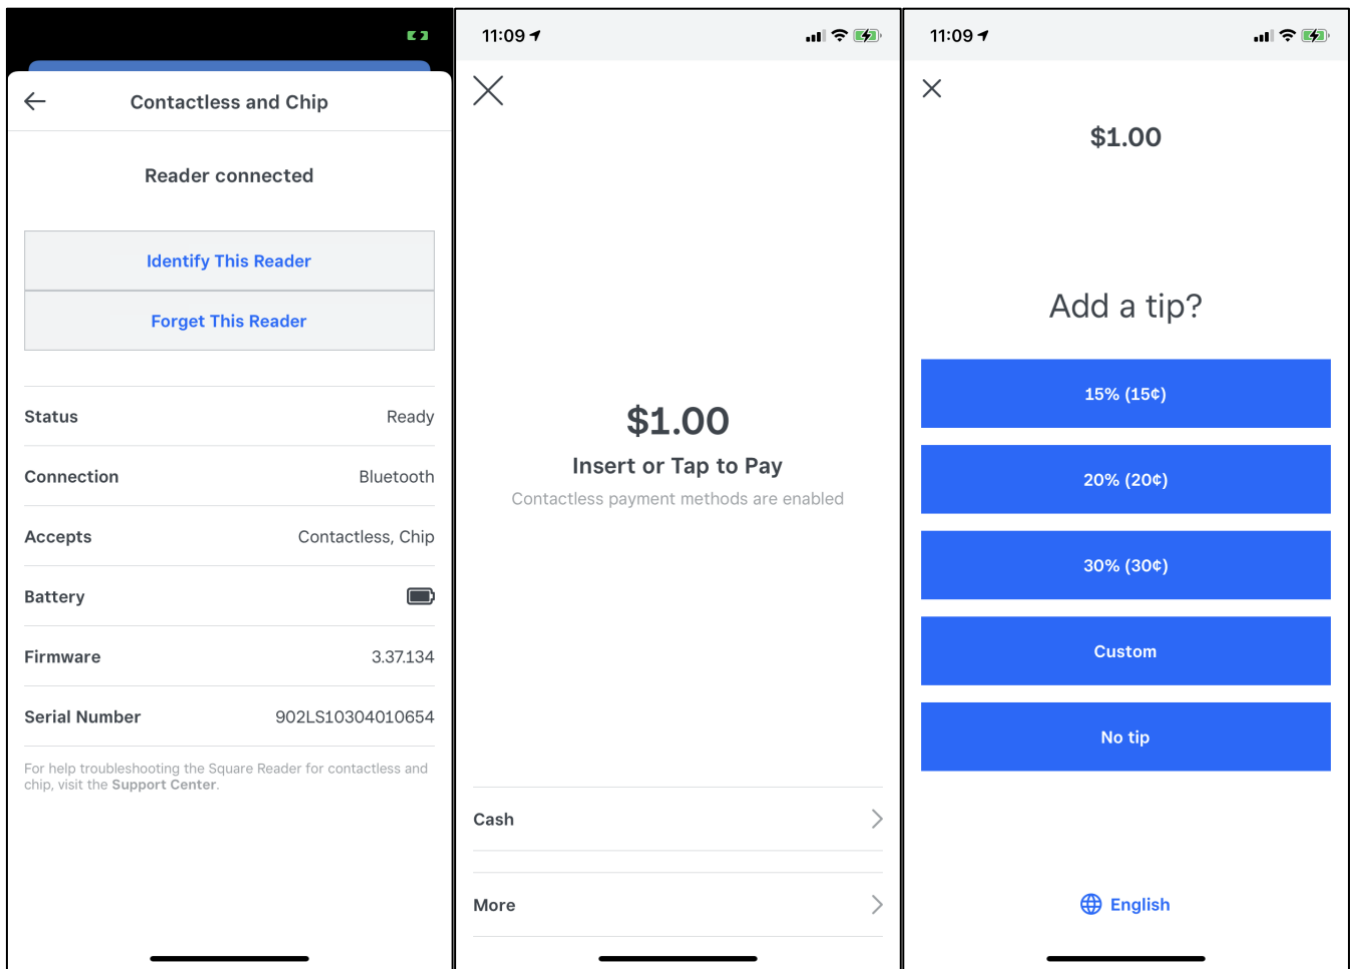 Contactless and Chip
Reader connected
Identify This Reader
Forget This Reader
Status Ready
Connection Bluetooth
Accepts Contactless, Chip
Battery
Firmware 3.37.134
Serial Number 902LS10304010654
For help troubleshooting the Square Reader for contactless and
chip, visit the Support Center.
11:09
$1.00
Insert or Tap to Pay
Contactless payment methods are enabled
Cash
More
11:09
$1.00
Add a tip?
15% (15¢)
20% (20¢)
30% (30¢)
Custom
No tip
English